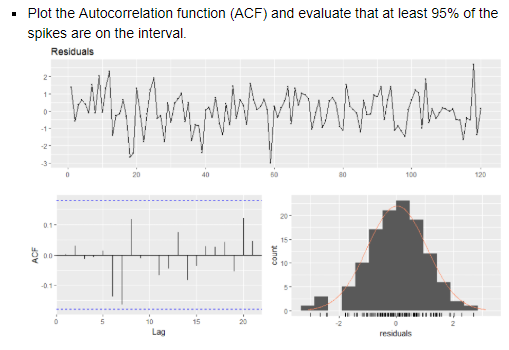 ▪ Plot the Autocorrelation function (ACF) and evaluate that at least 95% of the
spikes are on the interval.
Residuals
2
1
0
-1
-2
-3
0 20 40 60 80 100 120
0.1
0.0
-0.1
ACF
0 5 10 15 20
Lag
20
15
10
5
0
count
-2 0 2
residuals